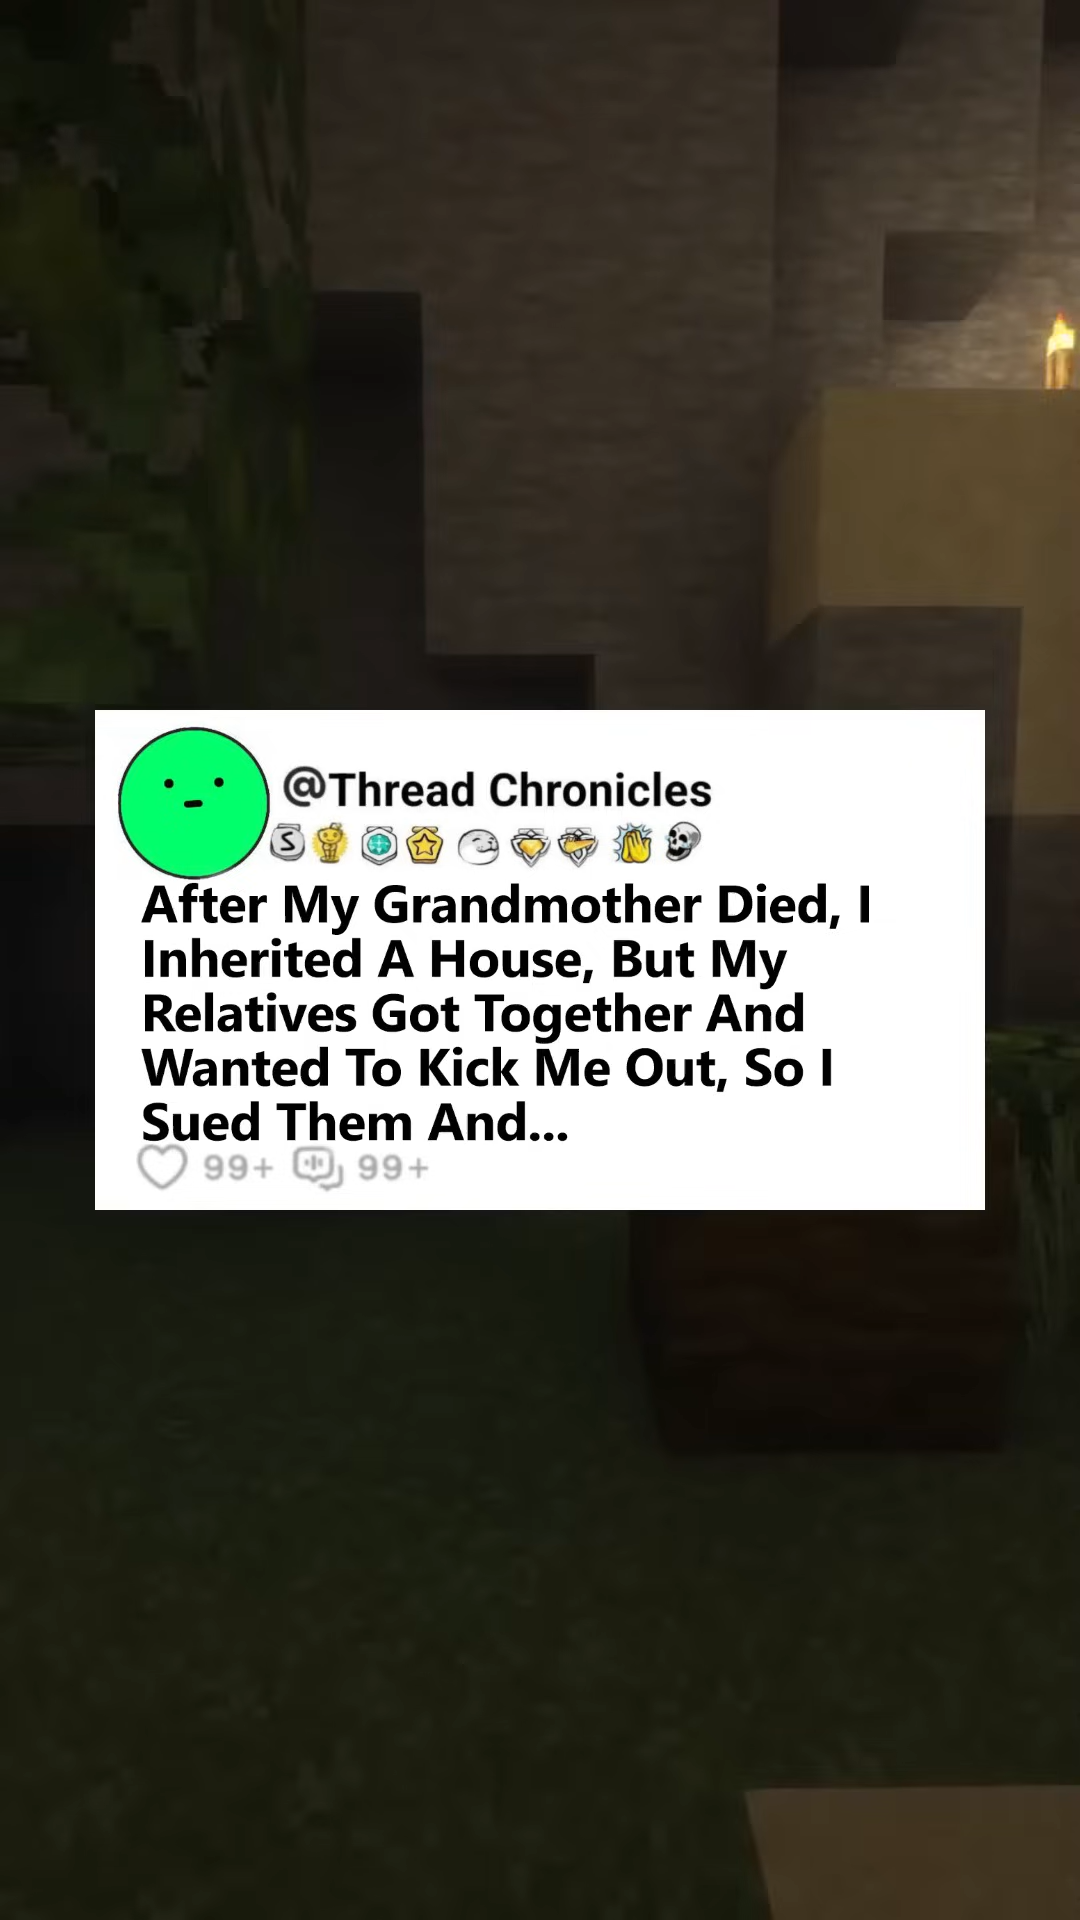 @Thread Chronicles
After My Grandmother Died, I
Inherited A House, But My
Relatives Got Together And
Wanted To Kick Me Out, So I
Sued Them And...
99+ 99+